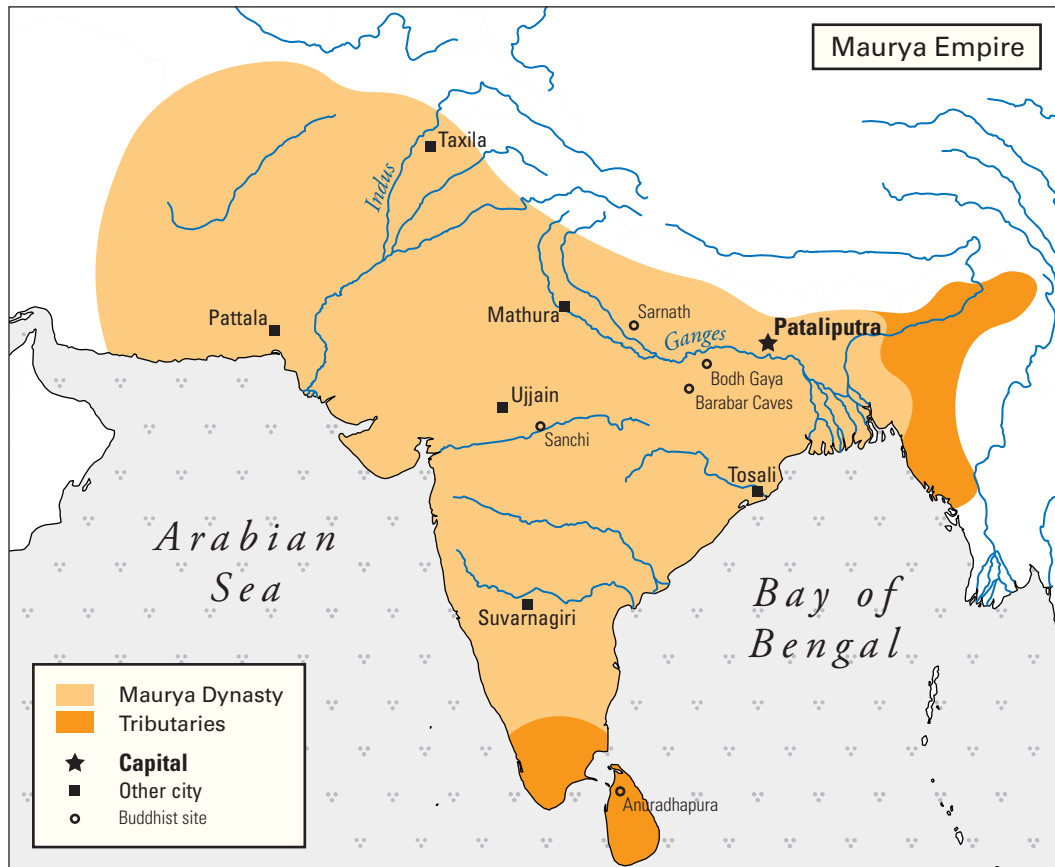 Maurya Empire
Taxila
Indus
Pattala
Mathura
Sarnath
Ganges
Pataliputra
Bodh Gaya
Barabar Caves
Ujjain
Sanchi
Tosali
Arabian
Sea
Suvarnagiri
Bay of
Bengal
Anuradhapura
Maurya Dynasty
Tributaries
Capital
Other city
Buddhist site